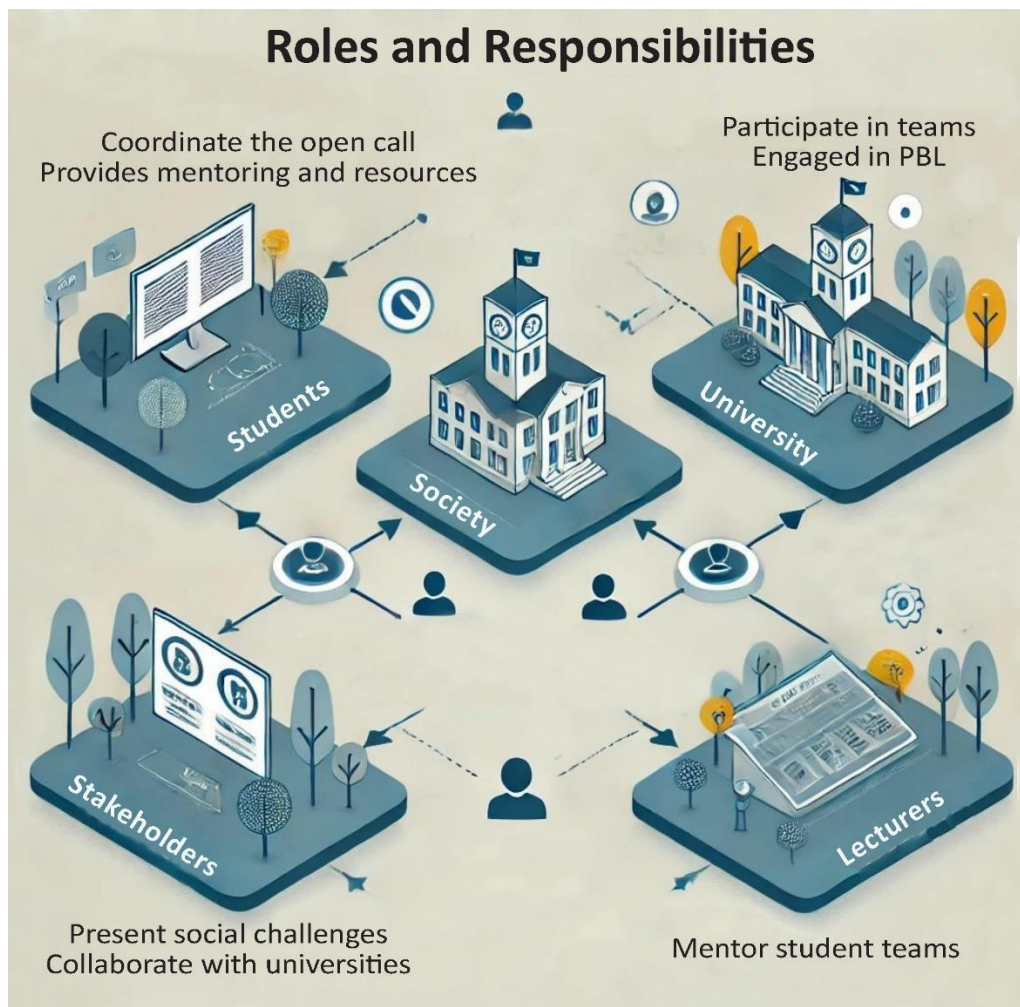 Roles and Responsibilities
Coordinate the open call
Provides mentoring and resources
Participate in teams
Engaged in PBL
Students
Society
University
Stakeholders
Lecturers
Present social challenges
Collaborate with universities
Mentor student teams